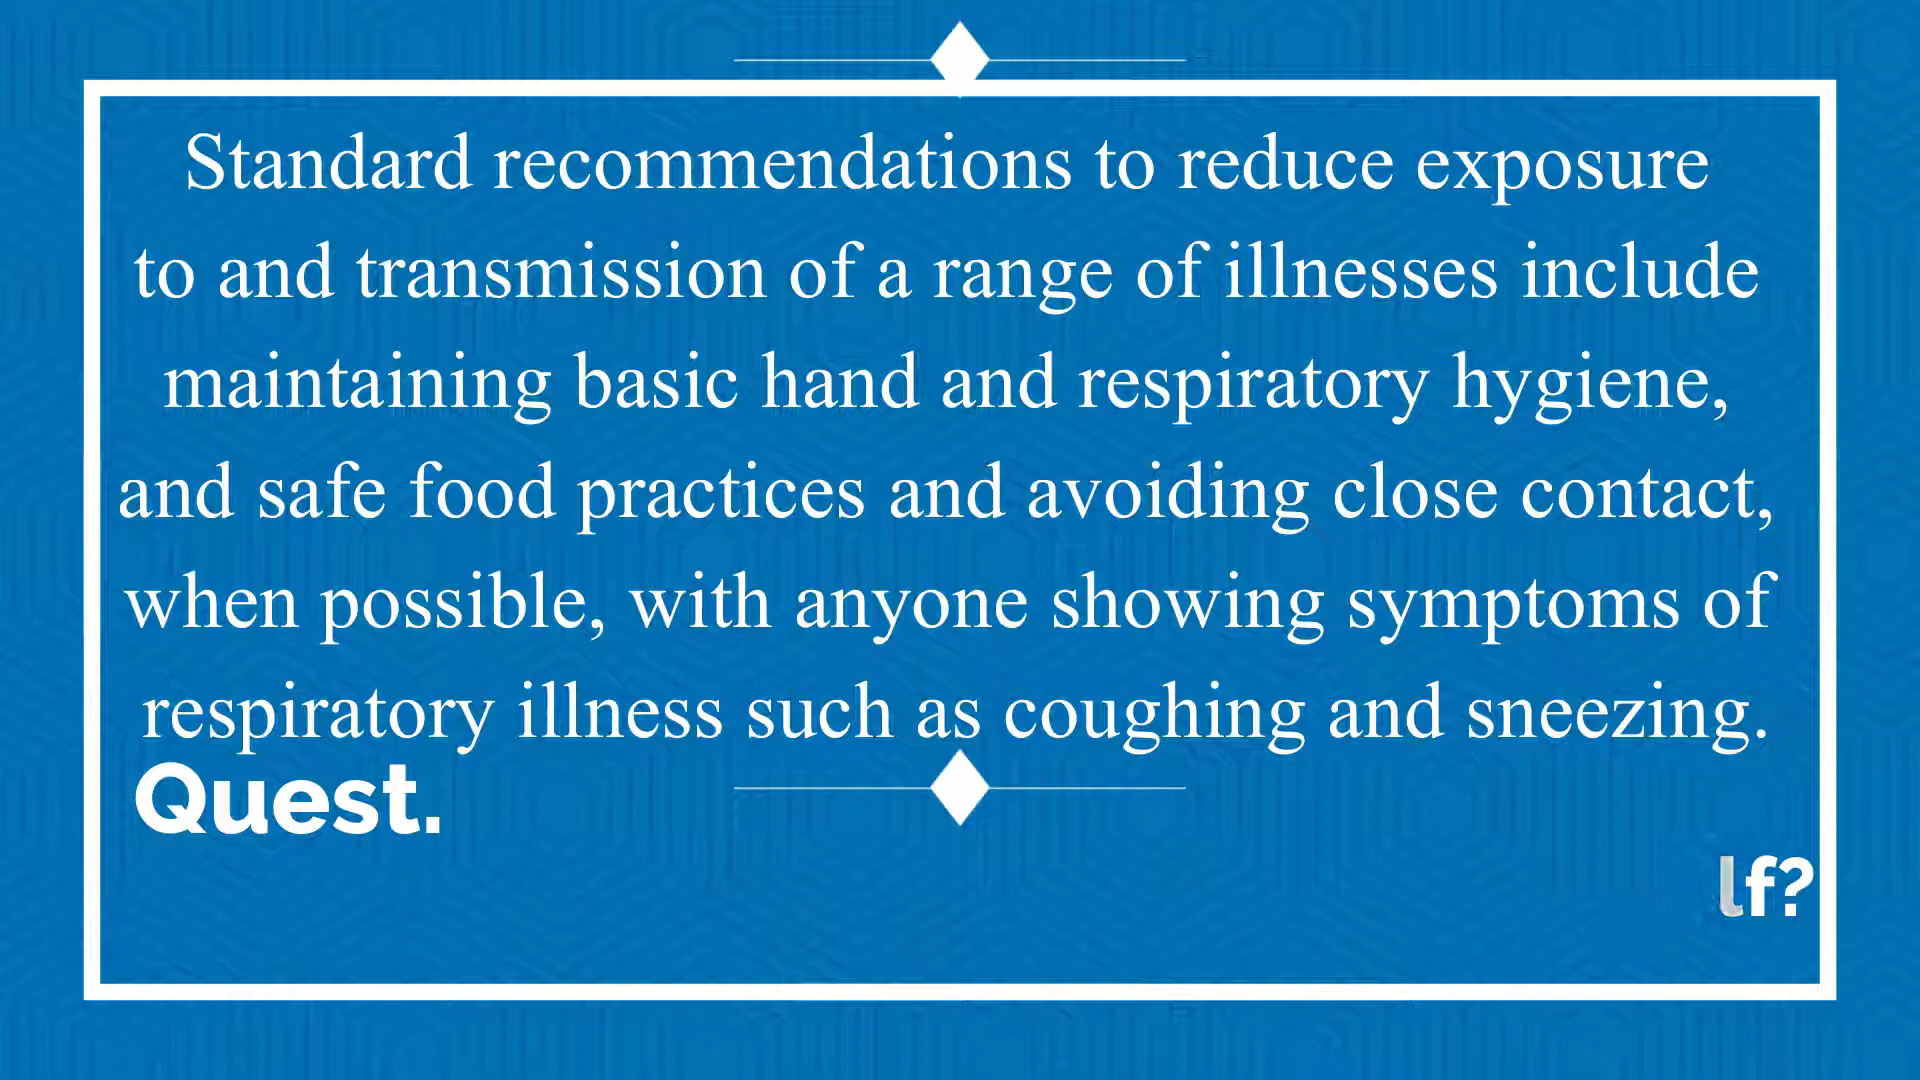 Standard recommendations to reduce exposure
to and transmission of a range of illnesses include
maintaining basic hand and respiratory hygiene,
and safe food practices and avoiding close contact,
when possible, with anyone showing symptoms of
respiratory illness such as coughing and sneezing.
Quest.
lf?